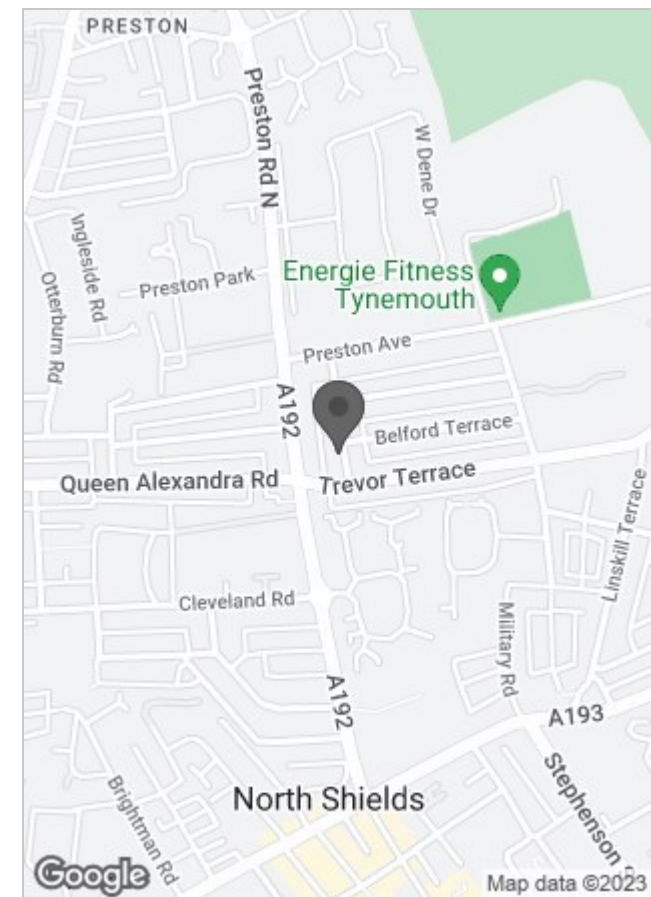 PRESTON
Preston Rd N
W Dene Dr
Ingleside Rd
Otterburn Rd
Preston Park
Energie Fitness
Tynemouth
Preston Ave
A192
Belford Terrace
Queen Alexandra Rd
Trevor Terrace
Linskill Terrace
Cleveland Rd
Military Rd
A192
A193
Stephenson S
North Shields
Brightman Rd
Google
Map data ©2023